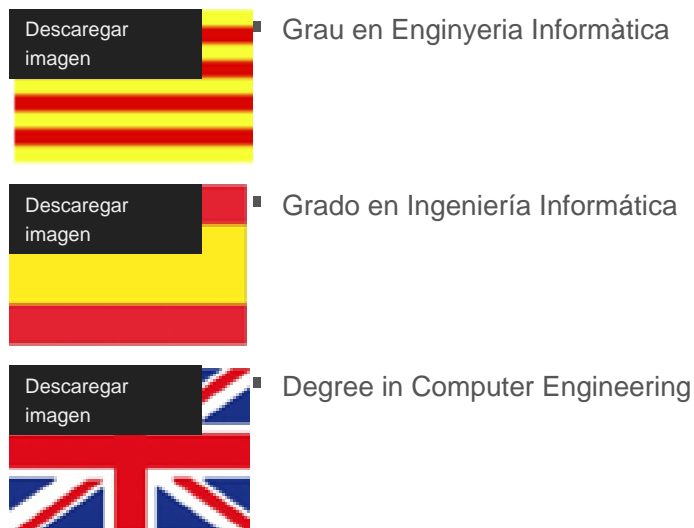 Descaregar
imagen
Grau en Enginyeria Informàtica
Descaregar
imagen
Grado en Ingeniería Informática
Descaregar
imagen
Degree in Computer Engineering